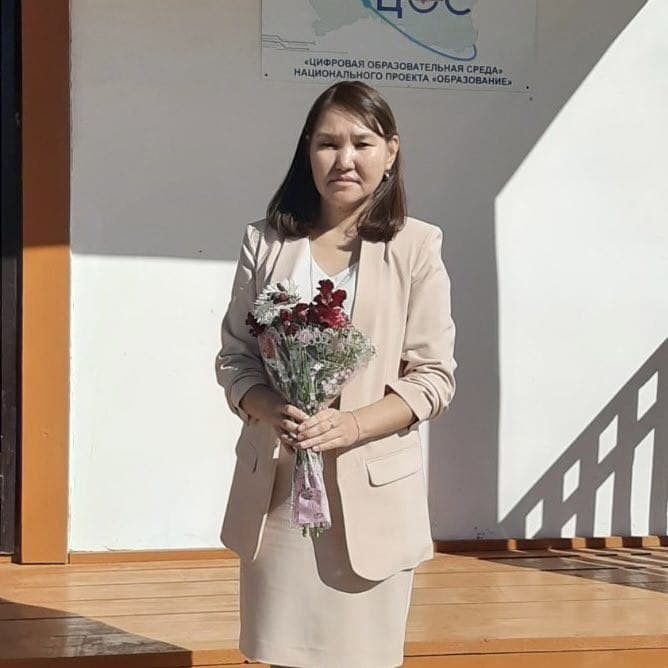 ЦОС
«ЦИФРОВАЯ ОБРАЗОВАТЕЛЬНАЯ СРЕДА»
НАЦИОНАЛЬНОГО ПРОЕКТА «ОБРАЗОВАНИЕ»